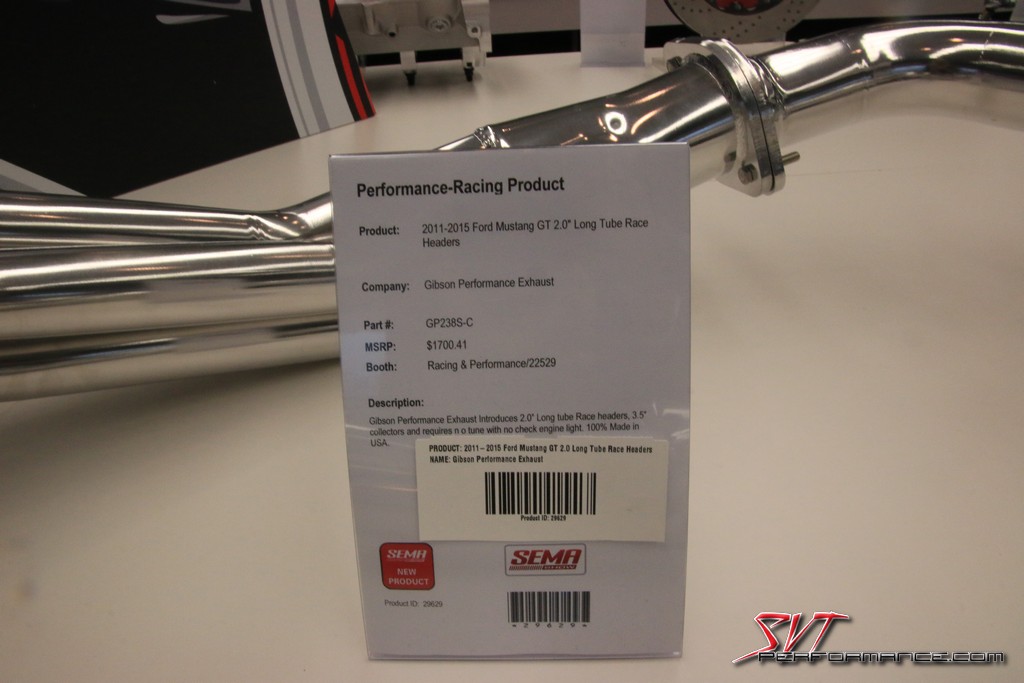 Performance-Racing Product
Product: 2011-2015 Ford Mustang GT 2.0" Long Tube Race
Headers
Company: Gibson Performance Exhaust
Part #: GP238S-C
MSRP: $1700.41
Booth: Racing & Performance/22529
Description:
Gibson Performance Exhaust Introduces 2.0" Long tube Race headers, 3.5"
collectors and requires n o tune with no check engine light. 100% Made in
USA.
PRODUCT: 2011 – 2015 Ford Mustang GT 2.0 Long Tube Race Headers
NAME: Gibson Performance Exhaust
Product ID: 29629
SEMA
NEW
PRODUCT
SEMA
Product ID: 29629
*29629*
SVT
PERFORMANCE.COM